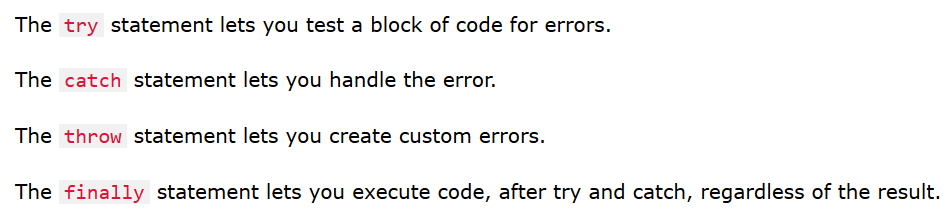 The try statement lets you test a block of code for errors.
The catch statement lets you handle the error.
The throw statement lets you create custom errors.
The finally statement lets you execute code, after try and catch, regardless of the result.